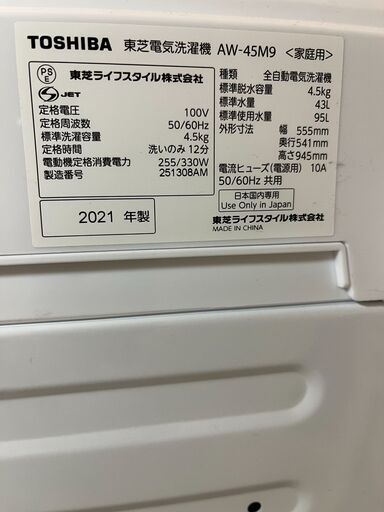 TOSHIBA 東芝電気洗濯機 AW-45M9 <家庭用>
PS
E
JET
東芝ライフスタイル株式会社
定格電圧 100V
定格周波数 50/60Hz
標準洗濯容量 4.5kg
定格時間 洗いのみ 12分
電動機定格消費電力 255/330W
製造番号 251308AM
2021 年製
種類 全自動電気洗濯機
標準脱水容量 4.5kg
標準水量 43L
標準使用水量 95L
外形寸法 幅 555mm
奥行541mm
高さ945mm
電流ヒューズ(電源用) 10A
50/60Hz 共用
日本国内専用
Use Only in Japan
東芝ライフスタイル株式会社
MADE IN CHINA